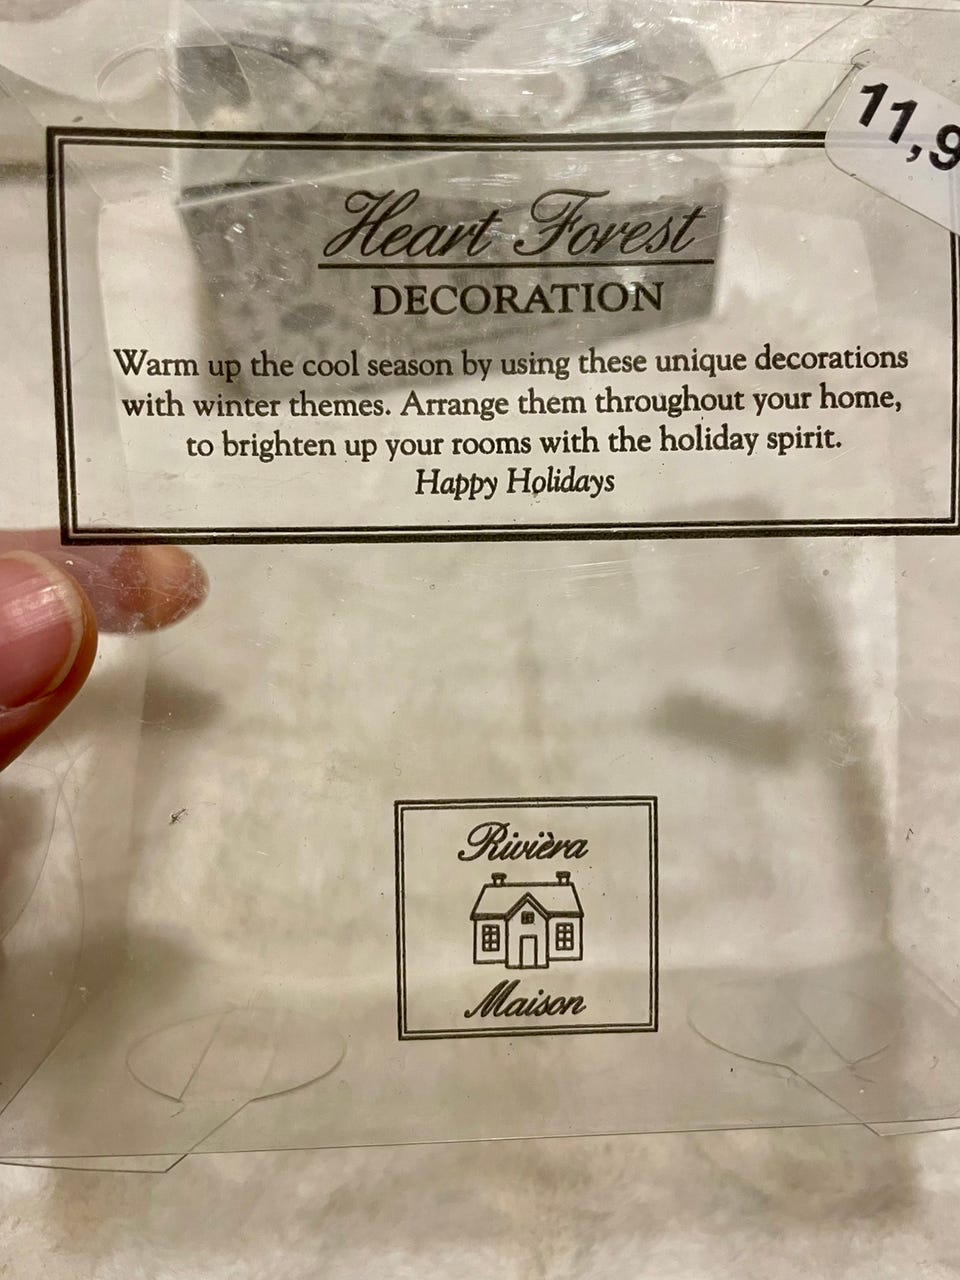 11,9
Heart Forest
DECORATION
Warm up the cool season by using these unique decorations
with winter themes. Arrange them throughout your home,
to brighten up your rooms with the holiday spirit.
Happy Holidays
Rivièra
Maison